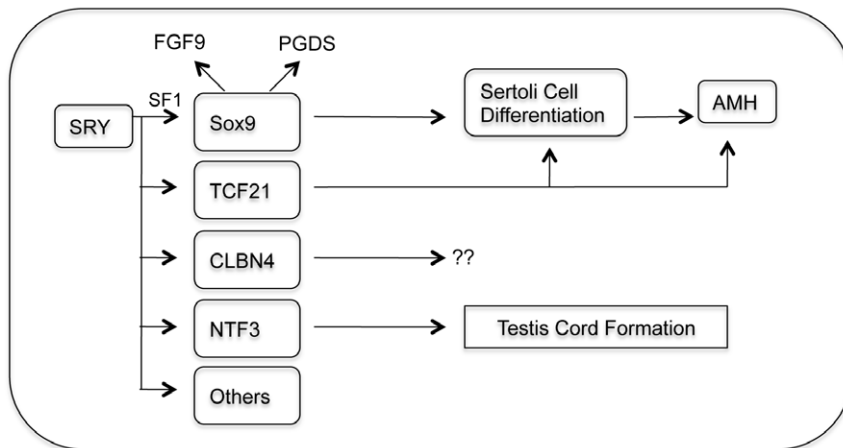 FGF9
PGDS
SF1
SRY
Sox9
Sertoli Cell
Differentiation
AMH
TCF21
CLBN4
??
NTF3
Testis Cord Formation
Others